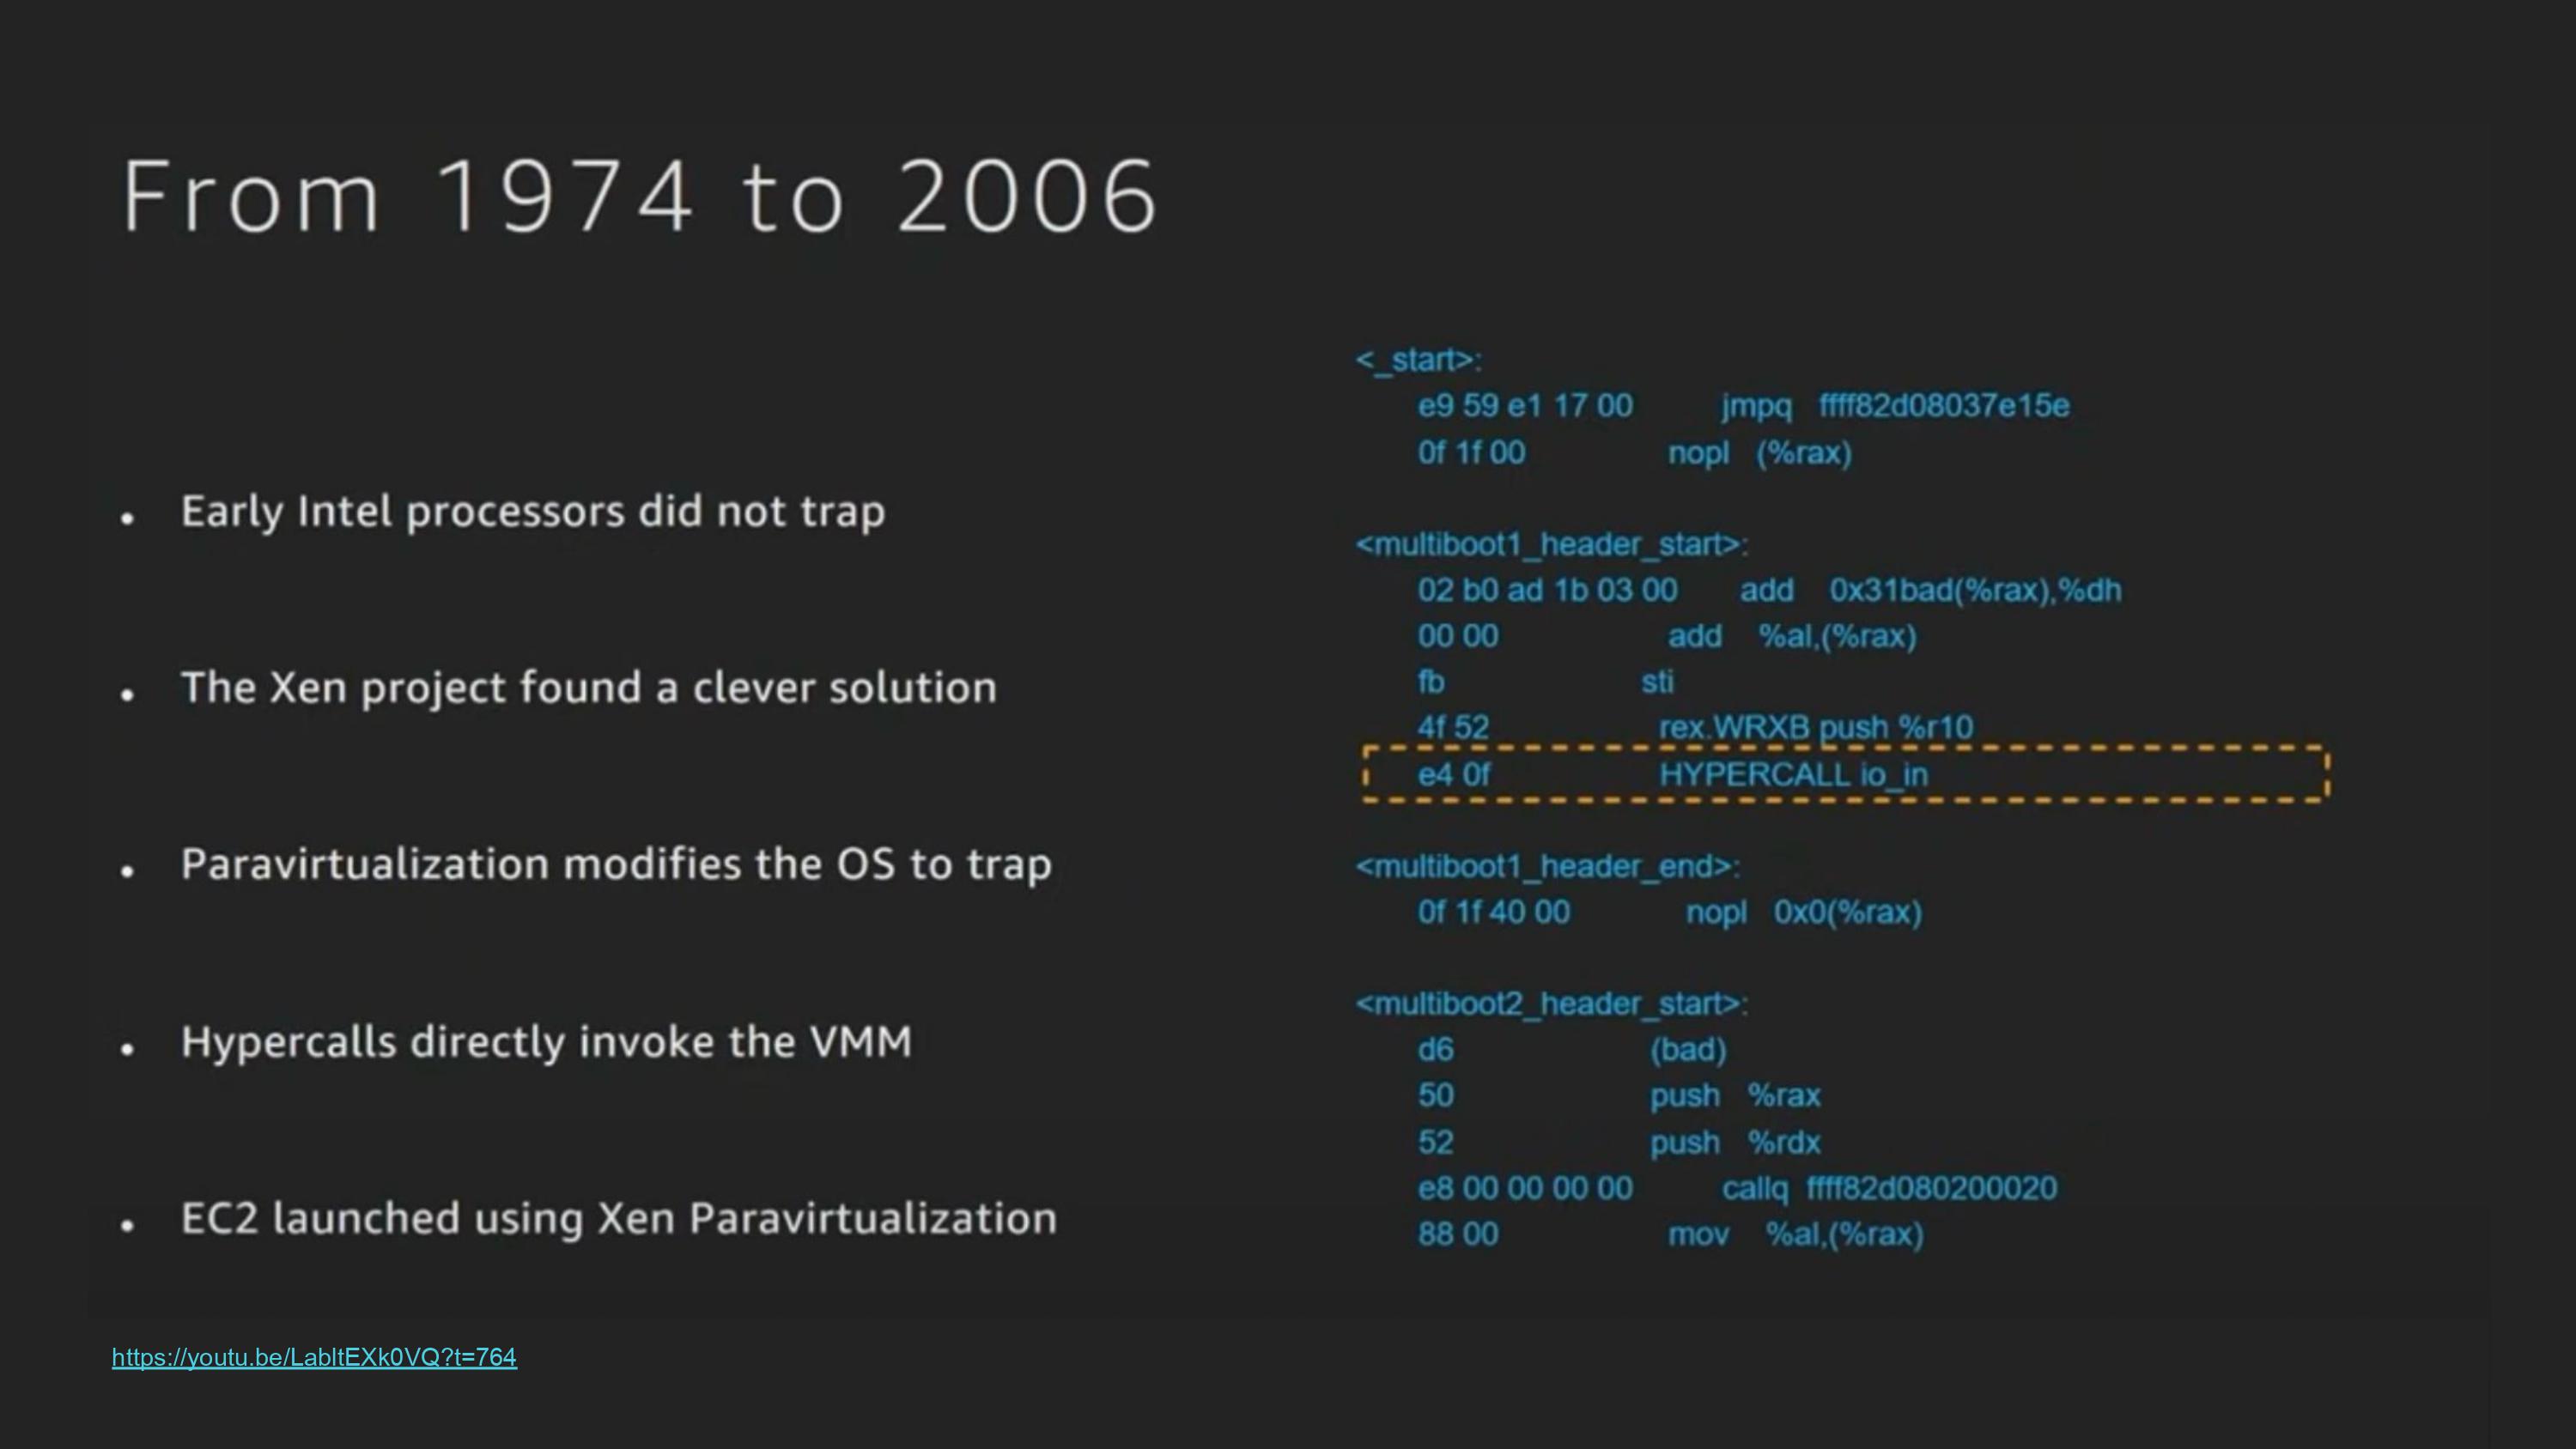 From 1974 to 2006
• Early Intel processors did not trap
• The Xen project found a clever solution
• Paravirtualization modifies the OS to trap
• Hypercalls directly invoke the VMM
• EC2 launched using Xen Paravirtualization
<_start>:
e9 59 e1 17 00 jmpq ffff82d08037e15e
0f 1f 00 nopl (%rax)
<multiboot1_header_start>:
02 b0 ad 1b 03 00 add 0x31bad(%rax),%dh
00 00 add %al,(%rax)
fb sti
4f 52 rex.WRXB push %r10
e4 0f HYPERCALL io_in
<multiboot1_header_end>:
0f 1f 40 00 nopl 0x0(%rax)
<multiboot2_header_start>:
d6 (bad)
50 push %rax
52 push %rdx
e8 00 00 00 00 callq ffff82d080200020
88 00 mov %al,(%rax)
https://youtu.be/LabltEXk0VQ?t=764